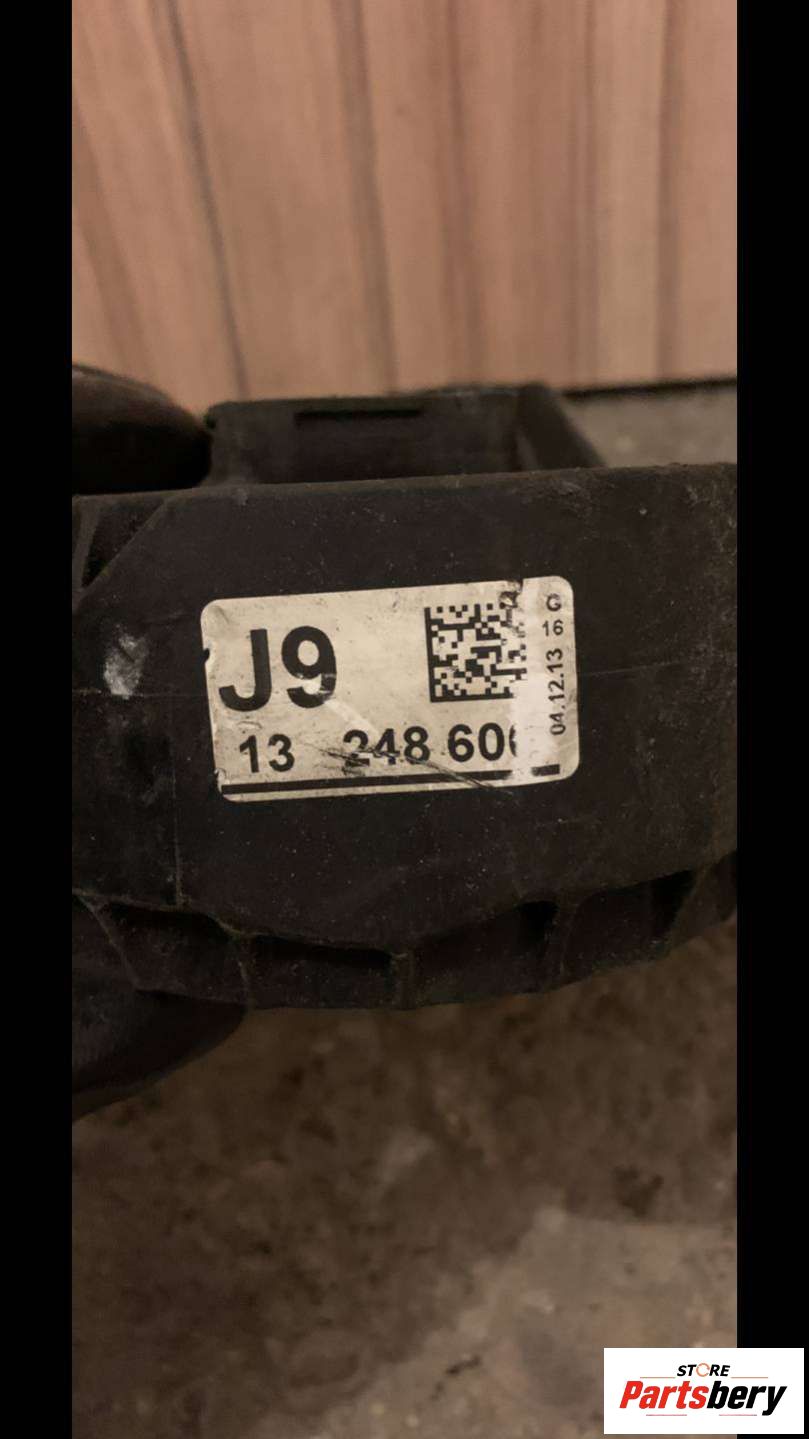 J9
13 248 60
G
16
04.12.13
STORE
Partsbery